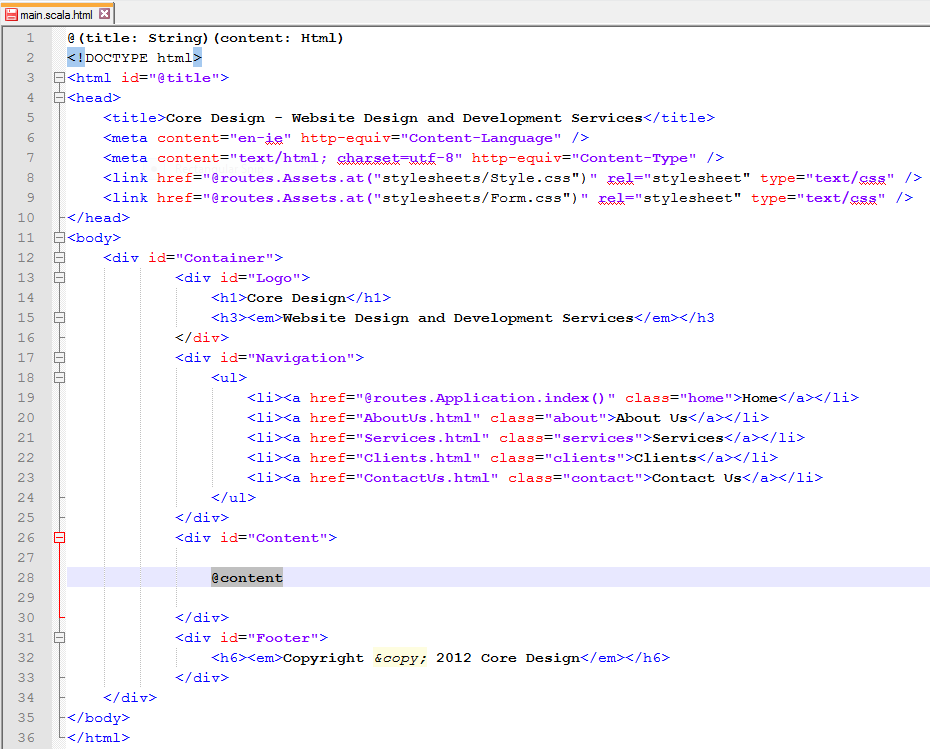 main.scala.html
1 @(title: String)(content: Html)
2 <!DOCTYPE html>
3 <html id="@title">
4 <head>
5 <title>Core Design - Website Design and Development Services</title>
6 <meta content="en-ie" http-equiv="Content-Language" />
7 <meta content="text/html; charset=utf-8" http-equiv="Content-Type" />
8 <link href="@routes.Assets.at("stylesheets/Style.css")" rel="stylesheet" type="text/css" />
9 <link href="@routes.Assets.at("stylesheets/Form.css")" rel="stylesheet" type="text/css" />
10 </head>
11 <body>
12 <div id="Container">
13 <div id="Logo">
14 <h1>Core Design</h1>
15 <h3><em>Website Design and Development Services</em></h3
16 </div>
17 <div id="Navigation">
18 <ul>
19 <li><a href="@routes.Application.index()" class="home">Home</a></li>
20 <li><a href="AboutUs.html" class="about">About Us</a></li>
21 <li><a href="Services.html" class="services">Services</a></li>
22 <li><a href="Clients.html" class="clients">Clients</a></li>
23 <li><a href="ContactUs.html" class="contact">Contact Us</a></li>
24 </ul>
25 </div>
26 <div id="Content">
27
28 @content
29
30 </div>
31 <div id="Footer">
32 <h6><em>Copyright &copy; 2012 Core Design</em></h6>
33 </div>
34 </div>
35 </body>
36 </html>